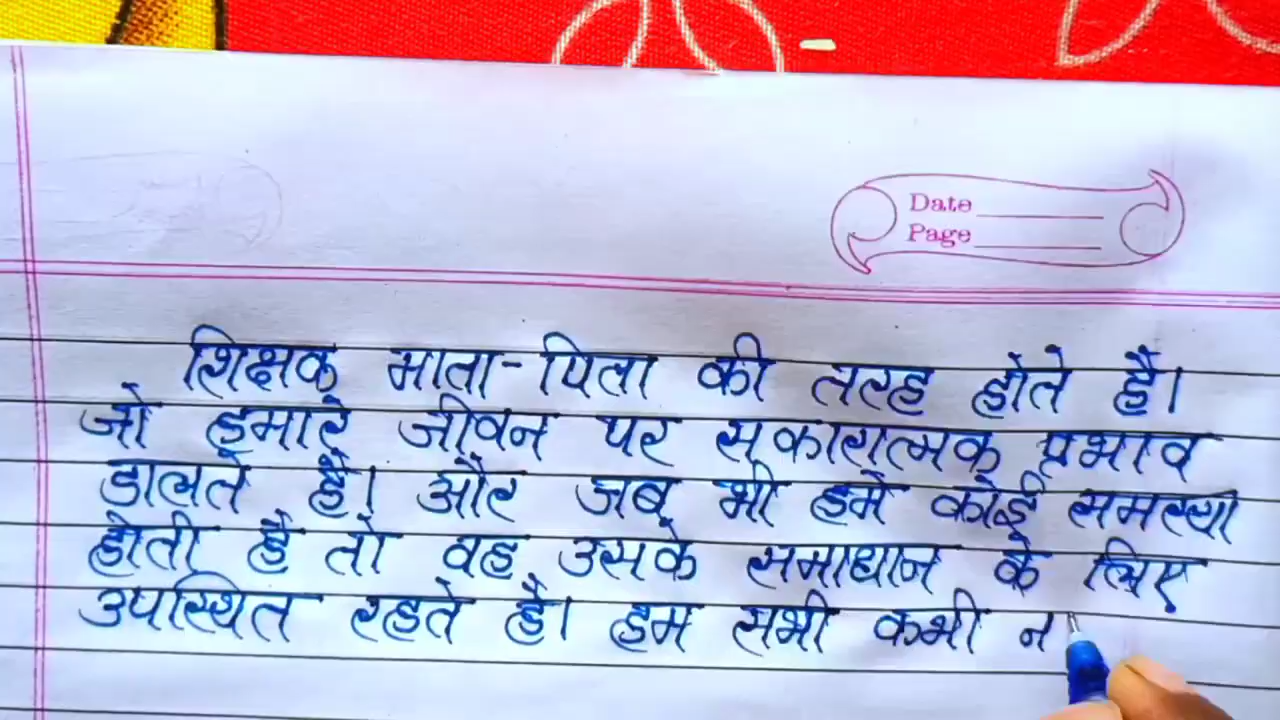 Date
Page
शिक्षक माता-पिता की तरह होते है।
जो हमारे जीवन पर सकारात्मक प्रभाव
डालते है। और जब भी हमे कोई समस्या
होती है तो वह उसके समाधान के लिए
उपस्थित रहते है। हम सभी कभी न